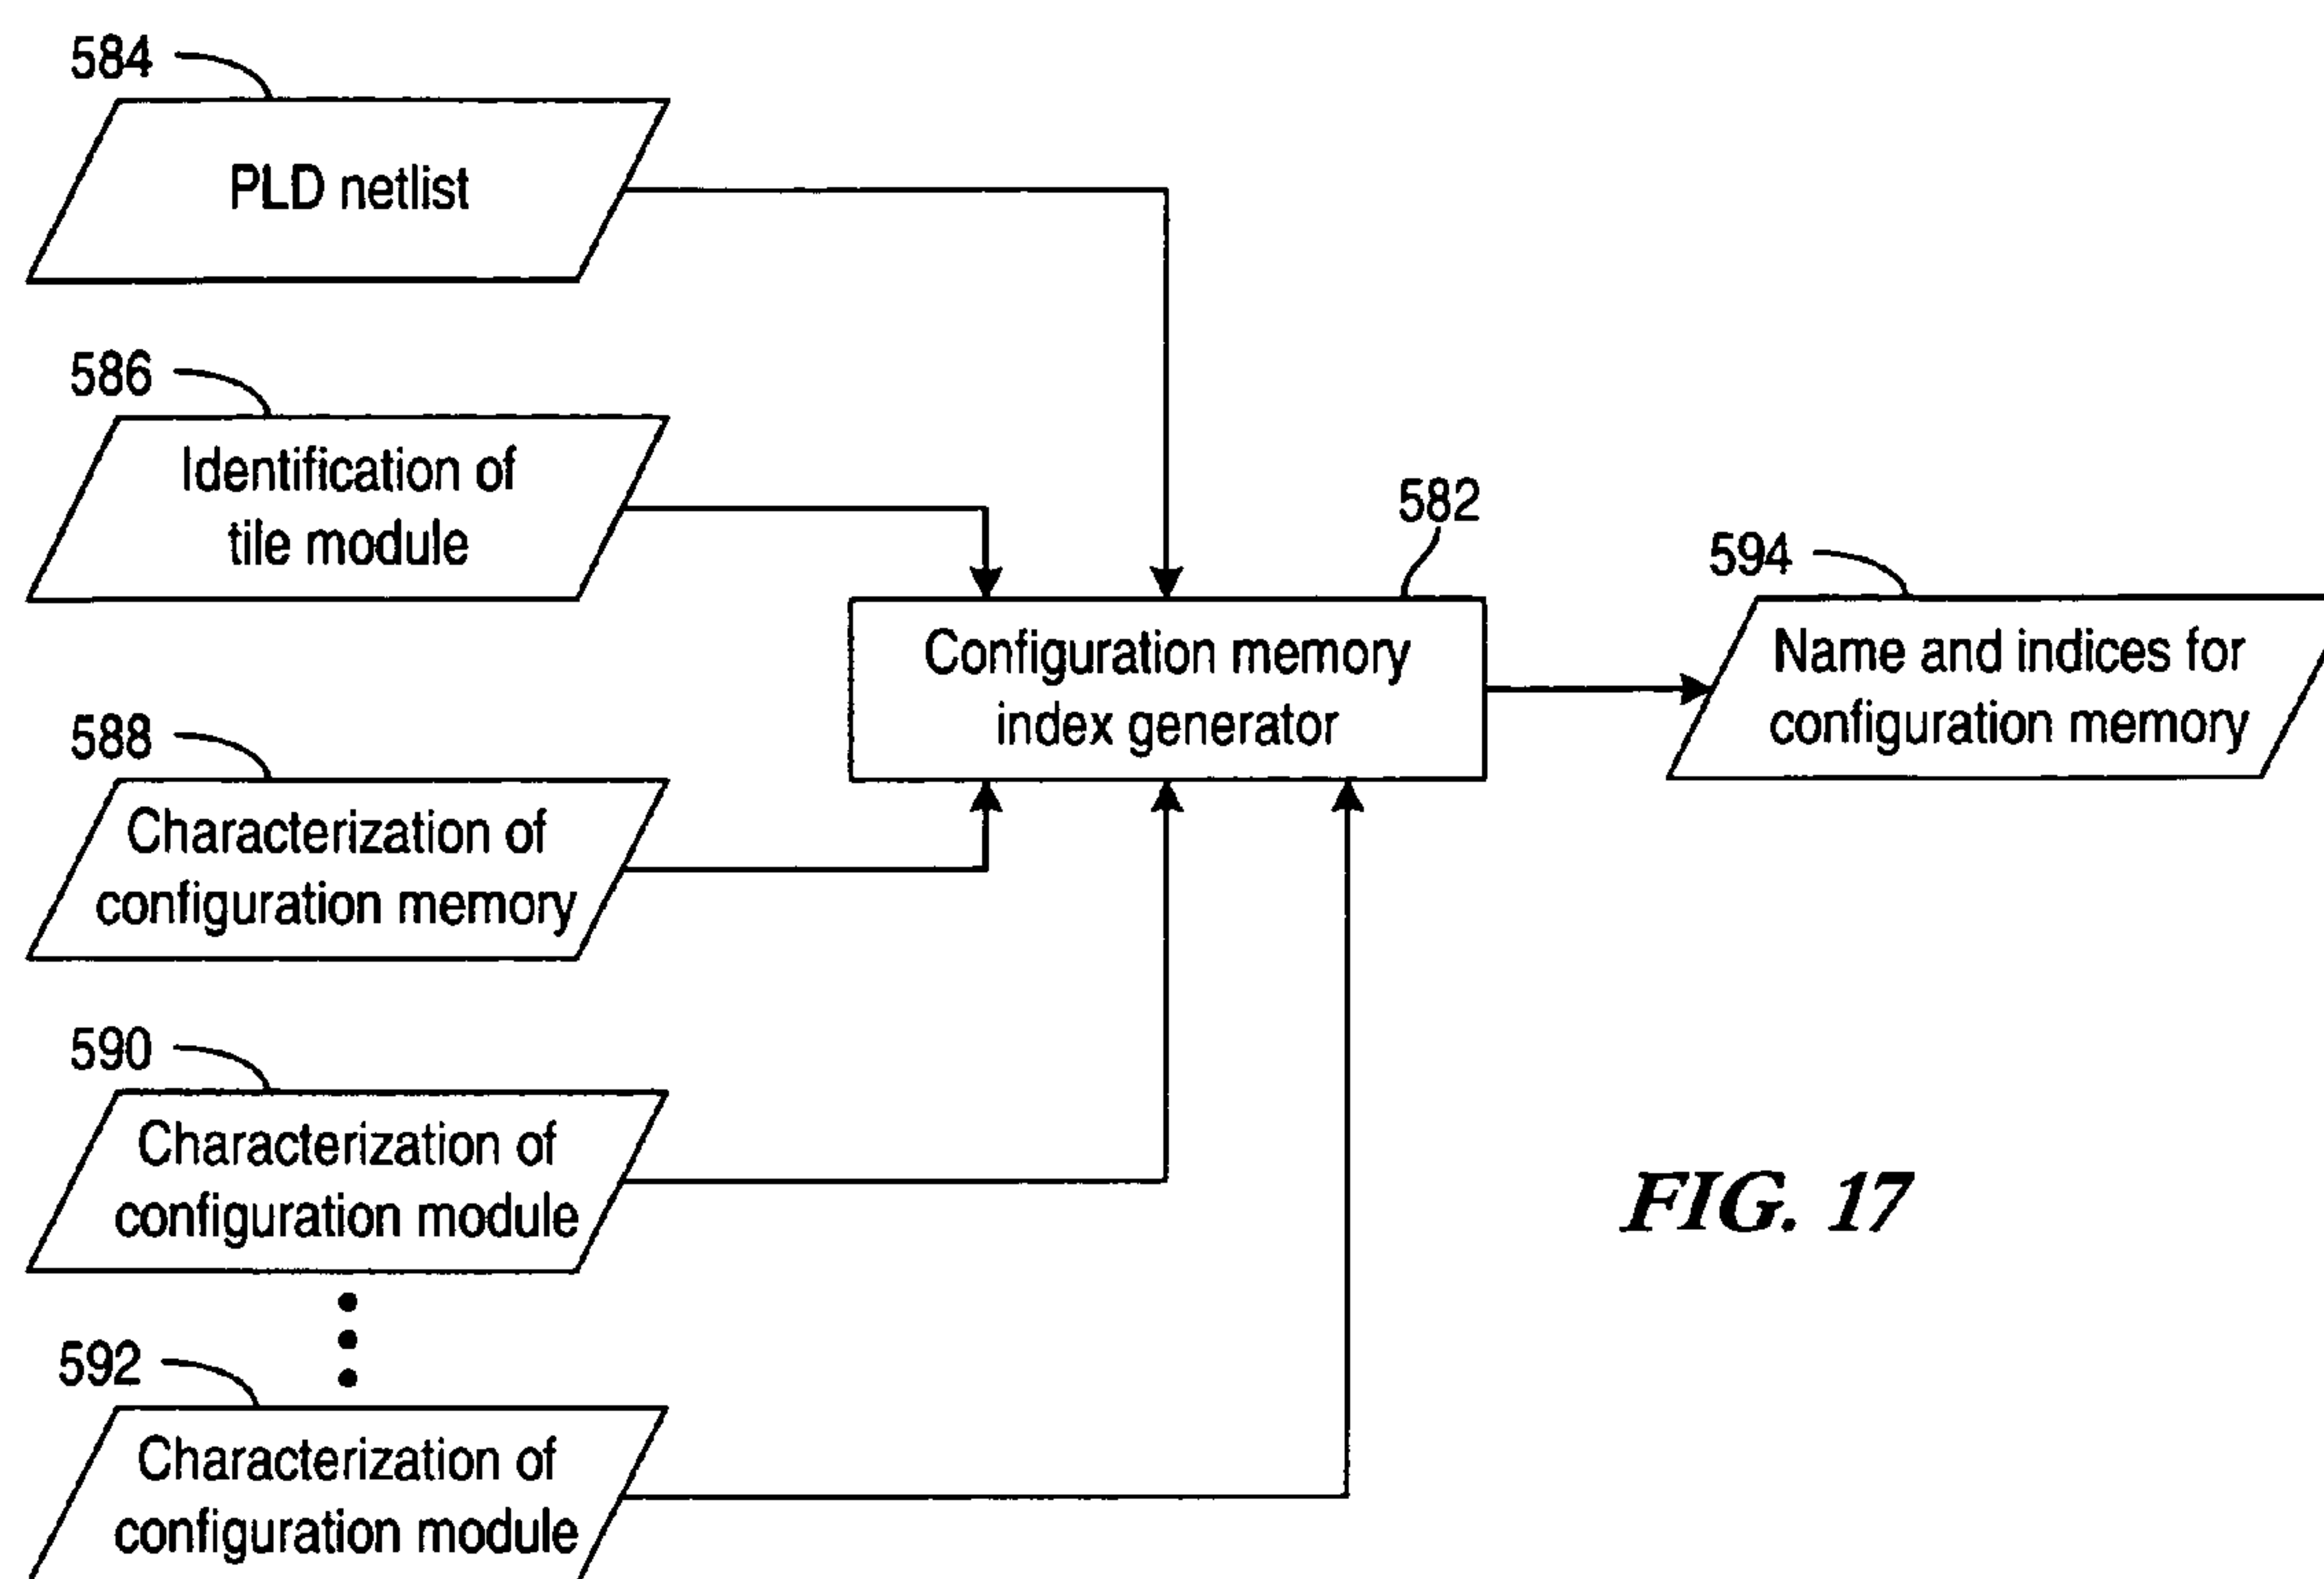 584
PLD netlist
586
Identification of
tile module
582
594
Configuration memory
index generator
Name and indices for
configuration memory
588
Characterization of
configuration memory
590
Characterization of
configuration module
FIG. 17
592
Characterization of
configuration module